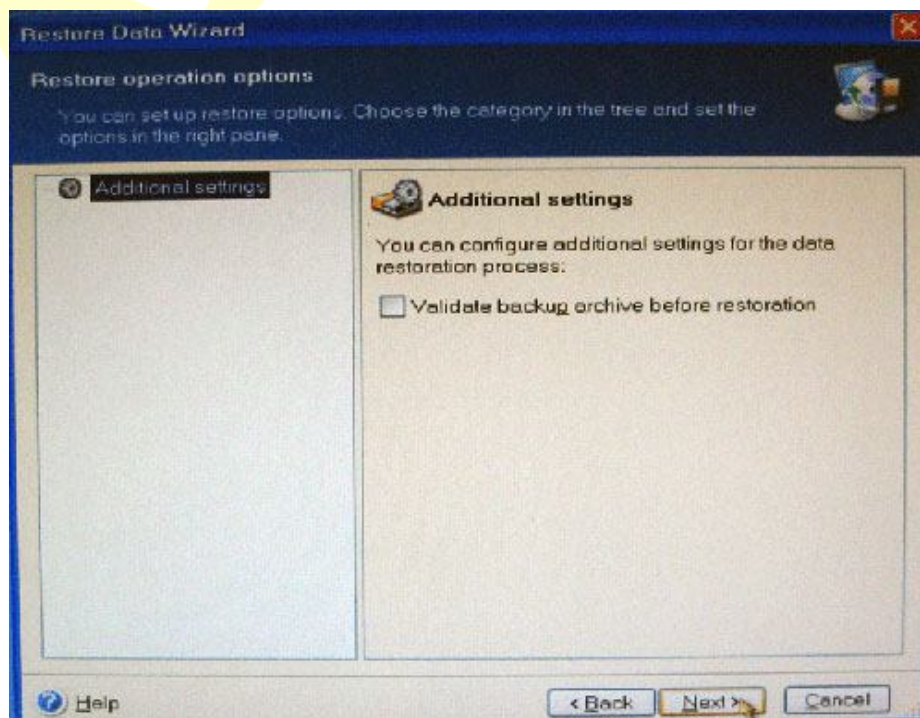 Restore Data Wizard
Restore operation options
You can set up restore options. Choose the category in the tree and set the
options in the right pane.
Additional settings
Additional settings
You can configure additional settings for the data
restoration process:
Validate backup archive before restoration
Help
< Back
Next >
Cancel